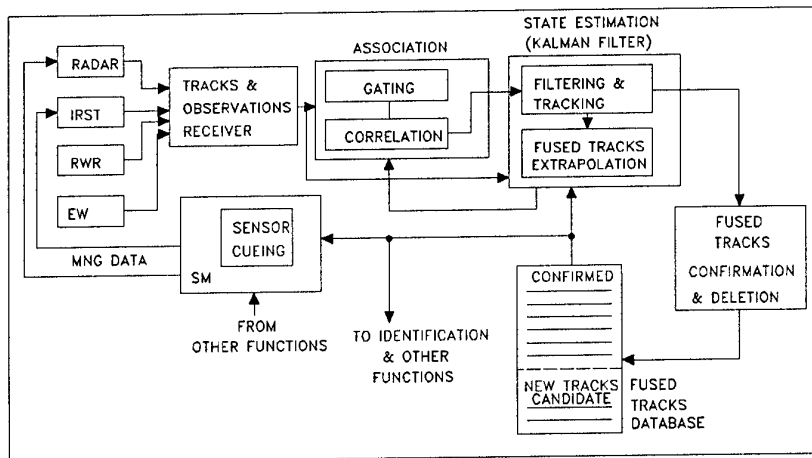 STATE ESTIMATION
(KALMAN FILTER)
ASSOCIATION
RADAR
IRST
RWR
EW
TRACKS &
OBSERVATIONS
RECEIVER
GATING
CORRELATION
FILTERING &
TRACKING
FUSED TRACKS
EXTRAPOLATION
SENSOR
CUEING
SM
MNG DATA
FROM
OTHER FUNCTIONS
TO IDENTIFICATION
& OTHER
FUNCTIONS
CONFIRMED
NEW TRACKS
CANDIDATE
FUSED
TRACKS
DATABASE
FUSED
TRACKS
CONFIRMATION
& DELETION